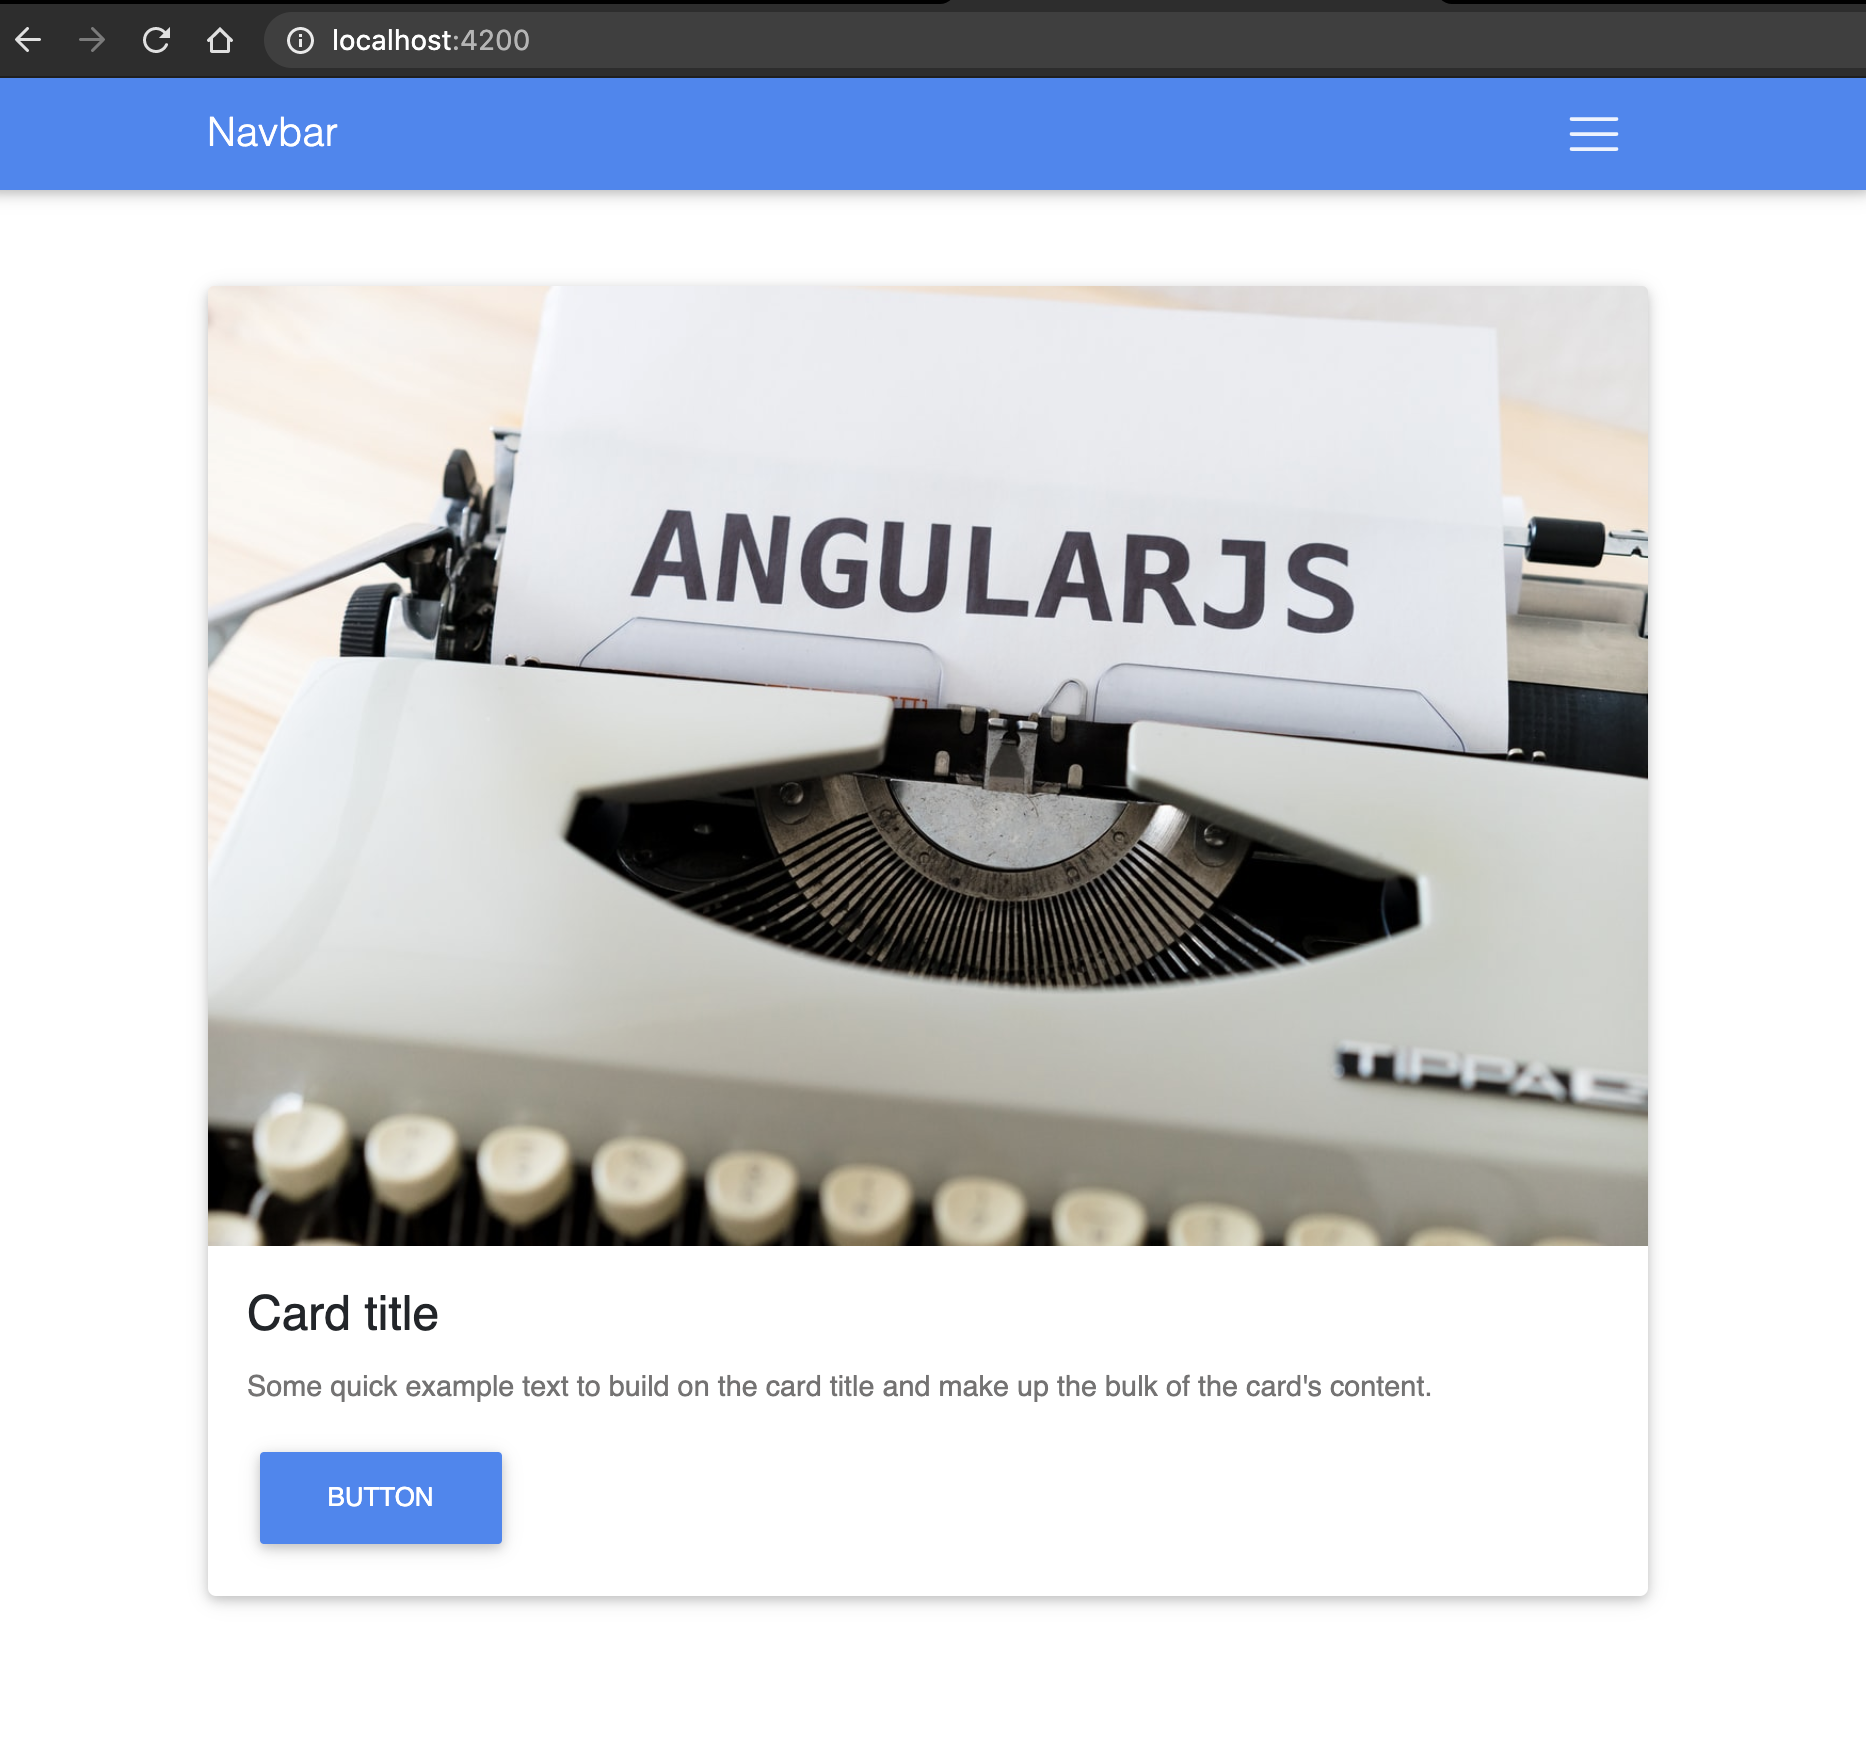 localhost:4200
Navbar
ANGULARJS
TIPPA
Card title
Some quick example text to build on the card title and make up the bulk of the card's content.
BUTTON